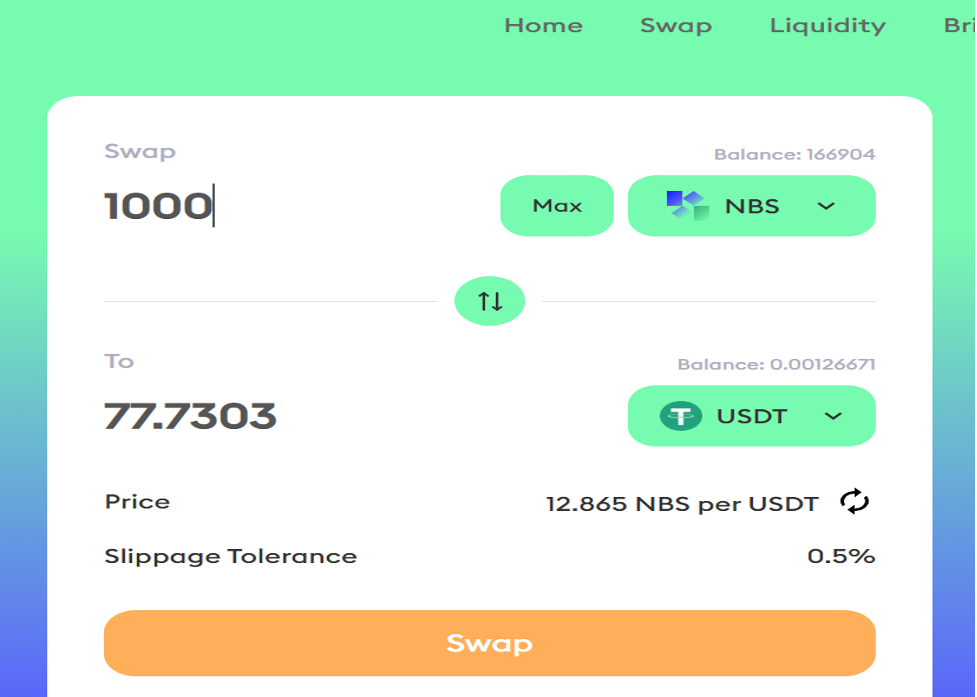 Home Swap Liquidity Bri
Swap Balance: 166904
1000 Max NBS
To Balance: 0.00126671
77.7303 USDT
Price 12.865 NBS per USDT
Slippage Tolerance 0.5%
Swap